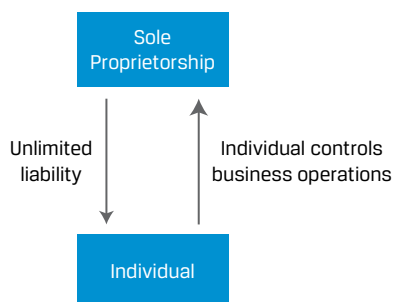 Sole
Proprietorship
Unlimited
liability
Individual controls
business operations
Individual